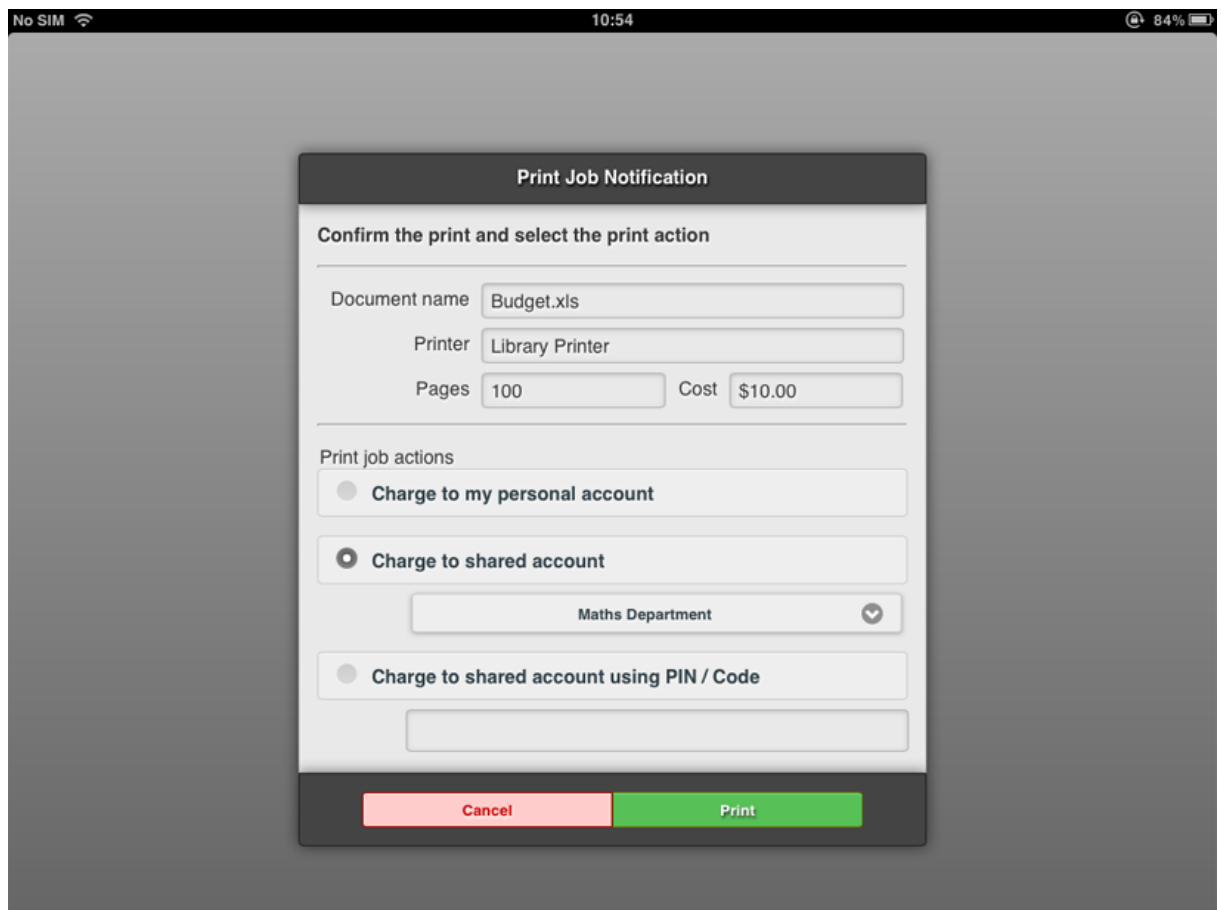 No SIM 10:54 84%
Print Job Notification
Confirm the print and select the print action
Document name Budget.xls
Printer Library Printer
Pages 100 Cost $10.00
Print job actions
Charge to my personal account
Charge to shared account
Maths Department
Charge to shared account using PIN / Code
Cancel Print